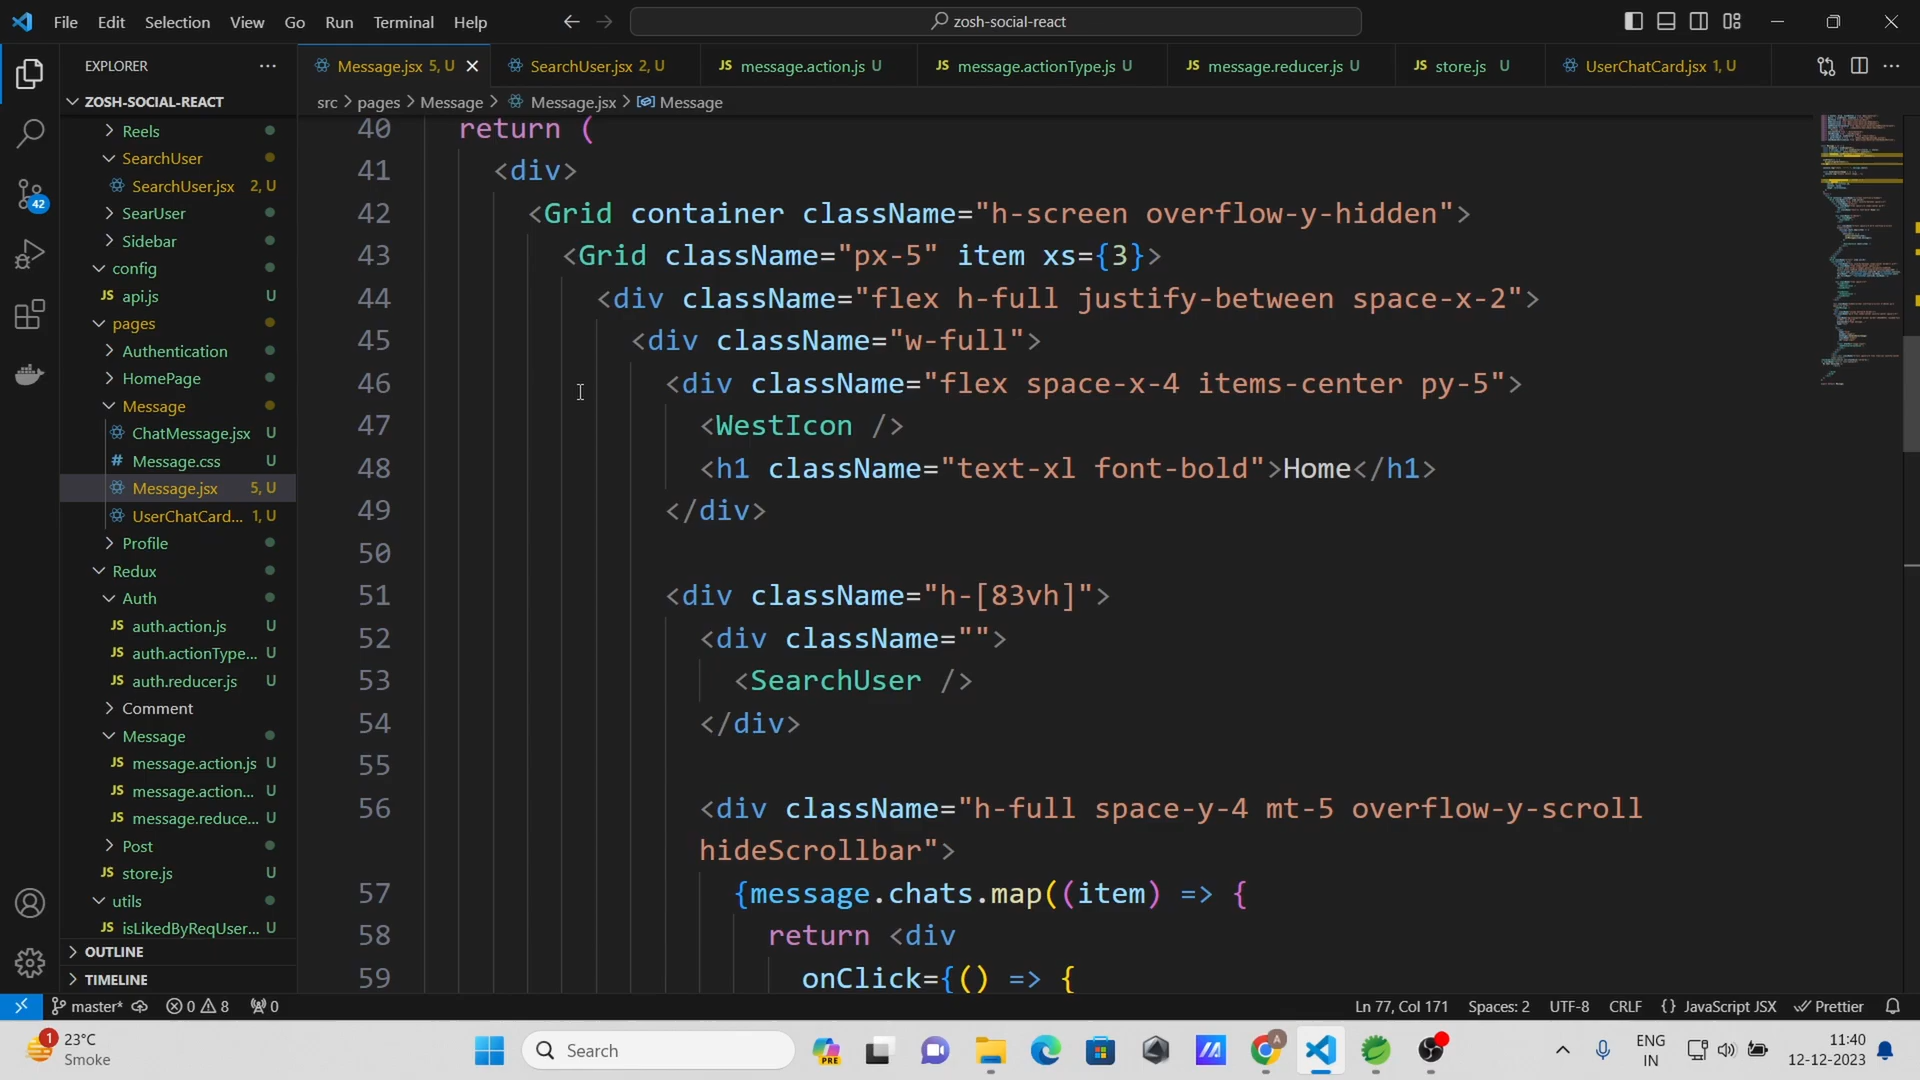 File Edit Selection View Go Run Terminal Help
zosh-social-react
EXPLORER
Message.jsx 5, U
SearchUser.jsx 2, U
JS message.action.js U
JS message.actionType.js U
JS message.reducer.js U
JS store.js U
UserChatCard.jsx 1, U
ZOSH-SOCIAL-REACT
src > pages > Message > Message.jsx > Message
Reels
SearchUser
SearchUser.jsx 2, U
SearUser
Sidebar
config
JS api.js U
pages
Authentication
HomePage
Message
ChatMessage.jsx U
# Message.css U
Message.jsx 5, U
UserChatCard... 1, U
Profile
Redux
Auth
JS auth.action.js U
JS auth.actionType... U
JS auth.reducer.js U
Comment
Message
JS message.action.js U
JS message.action... U
JS message.reduce... U
Post
JS store.js U
utils
JS isLikedByReqUser... U
OUTLINE
TIMELINE
42
40 return (
41 <div>
42 <Grid container className="h-screen overflow-y-hidden">
43 <Grid className="px-5" item xs={3}>
44 <div className="flex h-full justify-between space-x-2">
45 <div className="w-full">
46 <div className="flex space-x-4 items-center py-5">
47 <WestIcon />
48 <h1 className="text-xl font-bold">Home</h1>
49 </div>
50
51 <div className="h-[83vh]">
52 <div className="">
53 <SearchUser />
54 </div>
55
56 <div className="h-full space-y-4 mt-5 overflow-y-scroll
hideScrollbar">
57 {message.chats.map((item) => {
58 return <div
59 onClick={() => {
master* 0 8 0
Ln 77, Col 171 Spaces: 2 UTF-8 CRLF {} JavaScript JSX Prettier
1
23°C
Smoke
Search
PRE
A
ENG
IN
11:40
12-12-2023